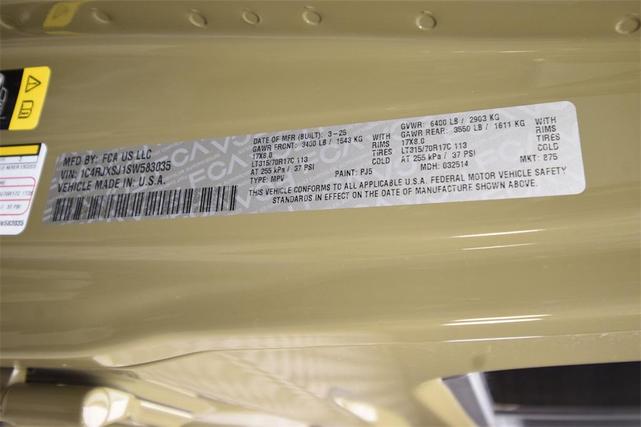 MFD BY: FCA US LLC
VIN: 1C4RJXSJ1SW583035
VEHICLE MADE IN U.S.A.
DATE OF MFR (BUILT): 3-25
GAWR FRONT: 3400 LB / 1543 KG WITH
17X8.0 RIMS
LT315/70R17C 113 TIRES
AT 255 kPa / 37 PSI COLD
TYPE: MPV
PAINT: PJ5
GVWR: 6400 LB / 2903 KG
GAWR REAR: 3550 LB / 1611 KG WITH
17X8.0 RIMS
LT315/70R17C 113 TIRES
AT 255 kPa / 37 PSI COLD
MDH: 032514
MKT: 875
THIS VEHICLE CONFORMS TO ALL APPLICABLE U.S.A. FEDERAL MOTOR VEHICLE SAFETY
STANDARDS IN EFFECT ON THE DATE OF MANUFACTURE SHOWN ABOVE.